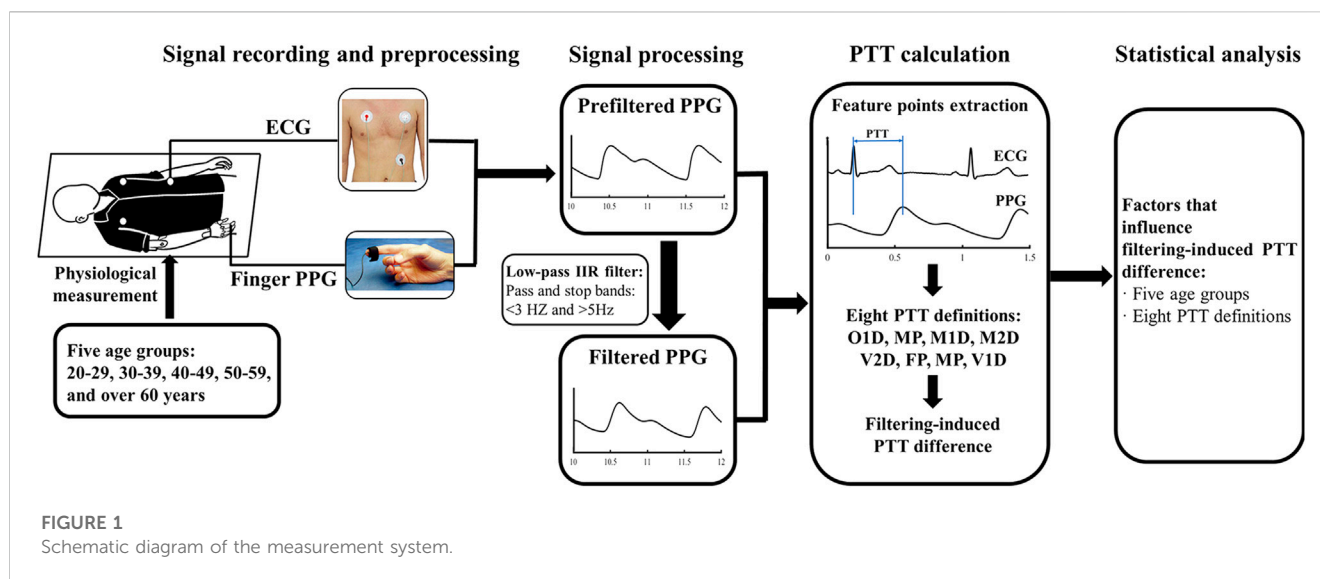 Signal recording and preprocessing
Signal processing
PTT calculation
Statistical analysis
ECG
Finger PPG
Physiological
measurement
Five age groups:
20-29, 30-39, 40-49, 50-59,
and over 60 years
Prefiltered PPG
10 10.5 11 11.5 12
Low-pass IIR filter:
Pass and stop bands:
<3 HZ and >5Hz
Filtered PPG
10 10.5 11 11.5 12
Feature points extraction
PTT
ECG
PPG
0 0.5 1 1.5
Eight PTT definitions:
O1D, MP, M1D, M2D
V2D, FP, MP, V1D
Filtering-induced
PTT difference
Factors that
influence
filtering-induced PTT
difference:
· Five age groups
· Eight PTT definitions
FIGURE 1
Schematic diagram of the measurement system.